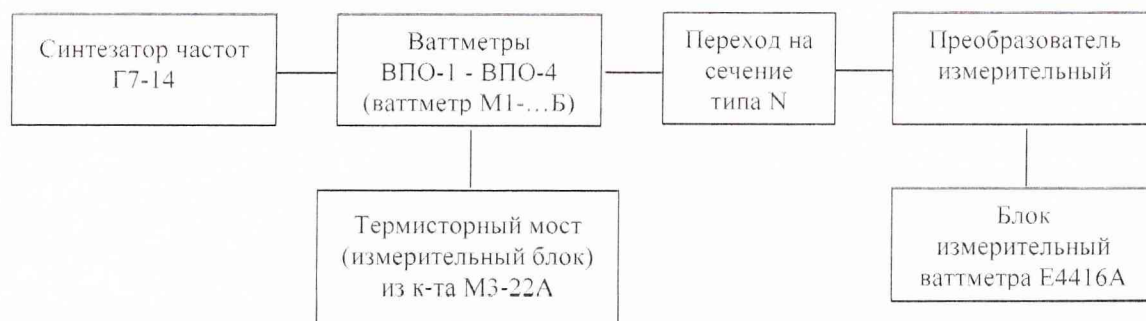 Синтезатор частот
Г7-14
Ваттметры
ВПО-1 - ВПО-4
(ваттметр М1-...Б)
Переход на
сечение
типа N
Преобразователь
измерительный
Термисторный мост
(измерительный блок)
из к-та М3-22А
Блок
измерительный
ваттметра Е4416А